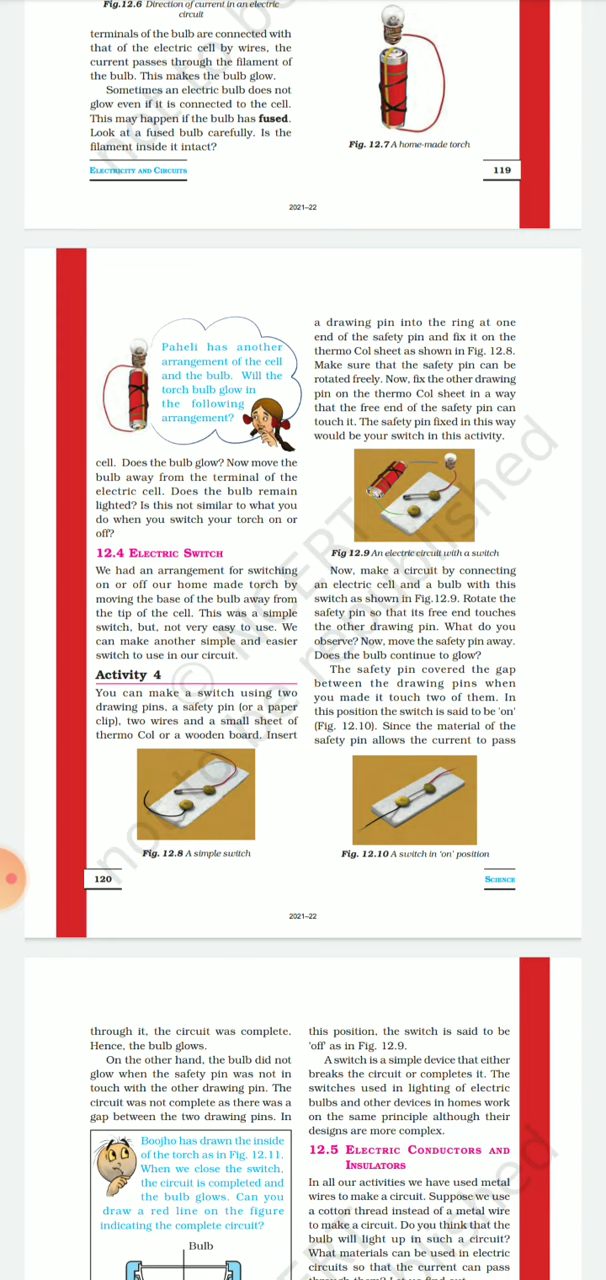 Fig.12.6 Direction of current in an electric
circuit
terminals of the bulb are connected with
that of the electric cell by wires, the
current passes through the filament of
the bulb. This makes the bulb glow.
Sometimes an electric bulb does not
glow even if it is connected to the cell.
This may happen if the bulb has fused.
Look at a fused bulb carefully. Is the
filament inside it intact?
Fig. 12.7 A home-made torch
ELECTRICITY AND CIRCUITS
119
2021–22
Paheli has another
arrangement of the cell
and the bulb. Will the
torch bulb glow in
the following
arrangement?
cell. Does the bulb glow? Now move the
bulb away from the terminal of the
electric cell. Does the bulb remain
lighted? Is this not similar to what you
do when you switch your torch on or
off?
12.4 ELECTRIC SWITCH
We had an arrangement for switching
on or off our home made torch by
moving the base of the bulb away from
the tip of the cell. This was a simple
switch, but, not very easy to use. We
can make another simple and easier
switch to use in our circuit.
Activity 4
You can make a switch using two
drawing pins, a safety pin (or a paper
clip), two wires and a small sheet of
thermo Col or a wooden board. Insert
Fig. 12.8 A simple switch
a drawing pin into the ring at one
end of the safety pin and fix it on the
thermo Col sheet as shown in Fig. 12.8.
Make sure that the safety pin can be
rotated freely. Now, fix the other drawing
pin on the thermo Col sheet in a way
that the free end of the safety pin can
touch it. The safety pin fixed in this way
would be your switch in this activity.
Fig 12.9 An electric circuit with a switch
Now, make a circuit by connecting
an electric cell and a bulb with this
switch as shown in Fig.12.9. Rotate the
safety pin so that its free end touches
the other drawing pin. What do you
observe? Now, move the safety pin away.
Does the bulb continue to glow?
The safety pin covered the gap
between the drawing pins when
you made it touch two of them. In
this position the switch is said to be 'on'
(Fig. 12.10). Since the material of the
safety pin allows the current to pass
Fig. 12.10 A switch in 'on' position
120
SCIENCE
© NCERT
not to be republished
2021–22
through it, the circuit was complete.
Hence, the bulb glows.
On the other hand, the bulb did not
glow when the safety pin was not in
touch with the other drawing pin. The
circuit was not complete as there was a
gap between the two drawing pins. In
Boojho has drawn the inside
of the torch as in Fig. 12.11.
When we close the switch,
the circuit is completed and
the bulb glows. Can you
draw a red line on the figure
indicating the complete circuit?
Bulb
this position, the switch is said to be
'off' as in Fig. 12.9.
A switch is a simple device that either
breaks the circuit or completes it. The
switches used in lighting of electric
bulbs and other devices in homes work
on the same principle although their
designs are more complex.
12.5 ELECTRIC CONDUCTORS AND
INSULATORS
In all our activities we have used metal
wires to make a circuit. Suppose we use
a cotton thread instead of a metal wire
to make a circuit. Do you think that the
bulb will light up in such a circuit?
What materials can be used in electric
circuits so that the current can pass